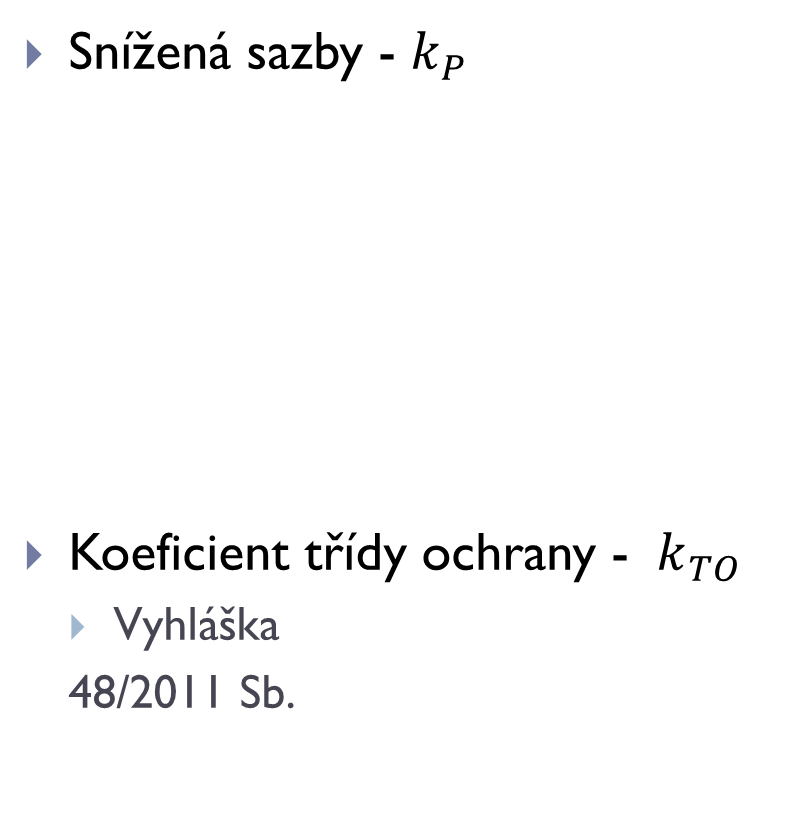 Snížená sazby - k_P
Koeficient třídy ochrany - k_TO
Vyhláška
48/2011 Sb.